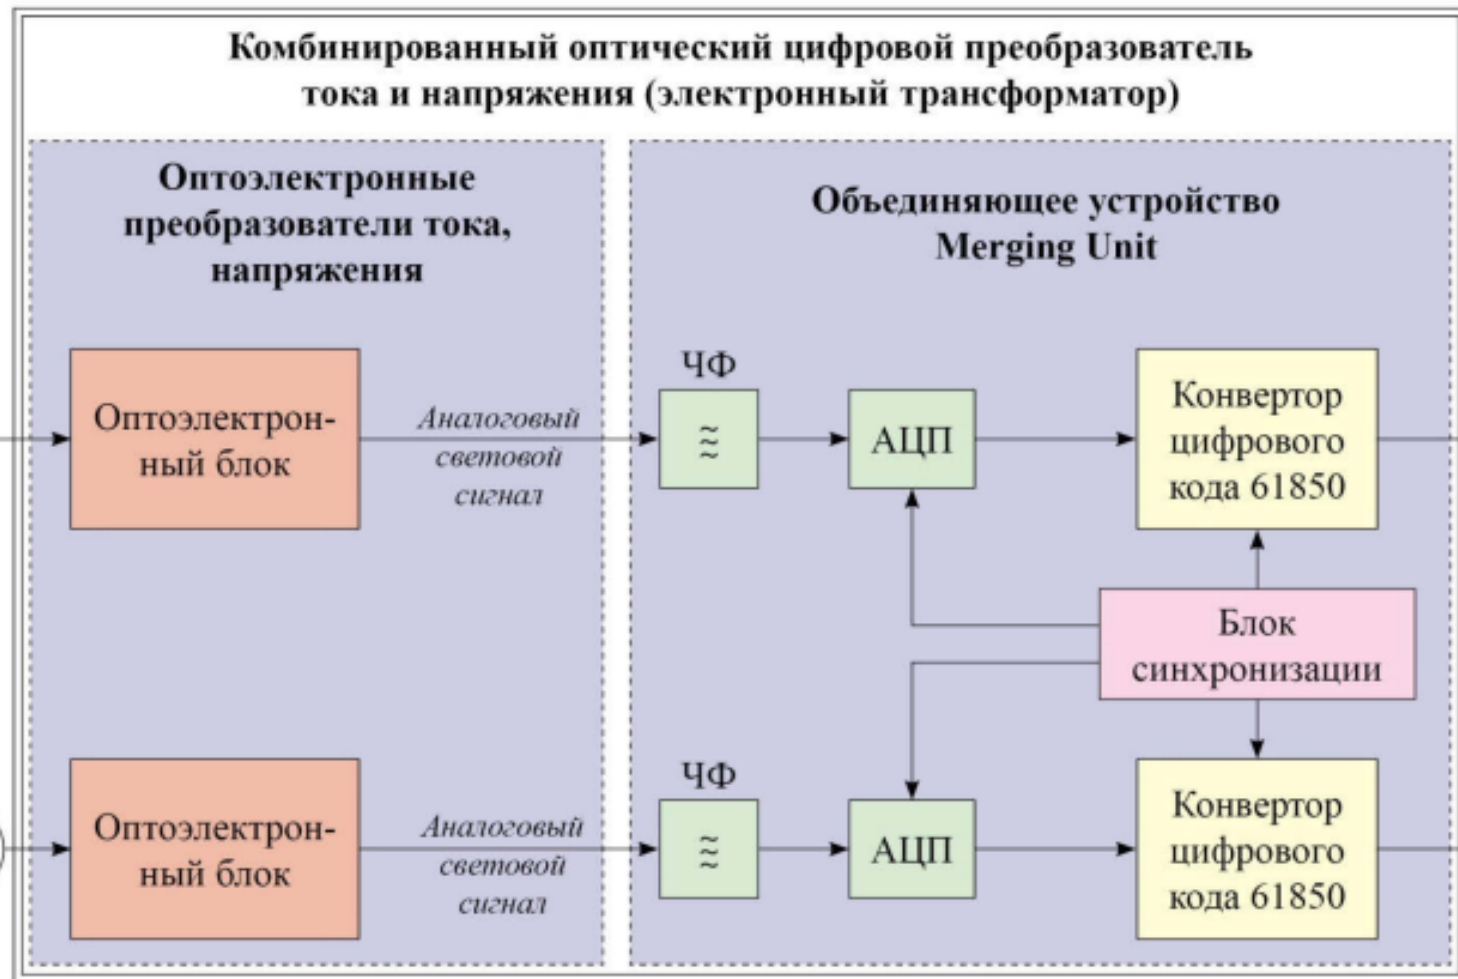 Комбинированный оптический цифровой преобразователь
тока и напряжения (электронный трансформатор)
Оптоэлектронные
преобразователи тока,
напряжения
Объединяющее устройство
Merging Unit
Оптоэлектрон-
ный блок
Аналоговый
световой
сигнал
ЧФ
АЦП
Конвертор
цифрового
кода 61850
Блок
синхронизации
Оптоэлектрон-
ный блок
Аналоговый
световой
сигнал
ЧФ
АЦП
Конвертор
цифрового
кода 61850